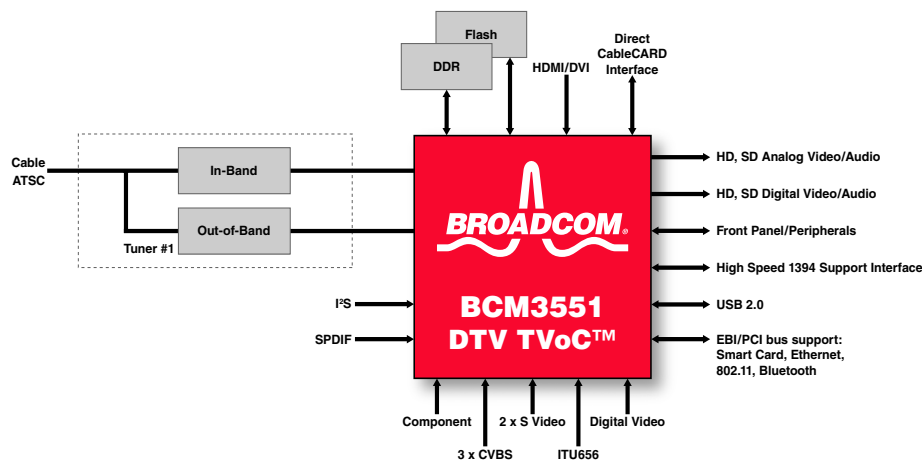 Flash
DDR
HDMI/DVI
Direct
CableCARD
Interface
Cable
ATSC
In-Band
Out-of-Band
Tuner #1
I²S
SPDIF
BROADCOM®
BCM3551
DTV TVoC™
HD, SD Analog Video/Audio
HD, SD Digital Video/Audio
Front Panel/Peripherals
High Speed 1394 Support Interface
USB 2.0
EBI/PCI bus support:
Smart Card, Ethernet,
802.11, Bluetooth
Component
2 x S Video
Digital Video
3 x CVBS
ITU656